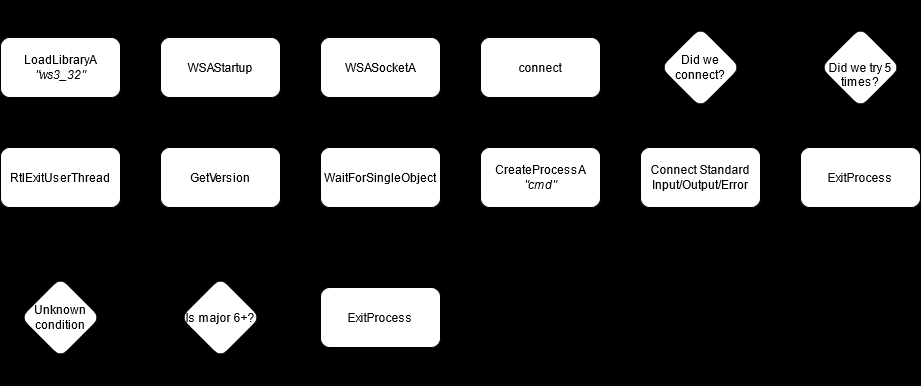 LoadLibraryA
"ws3_32"
WSAStartup
WSASocketA
connect
Did we
connect?
Did we try 5
times?
RtlExitUserThread
GetVersion
WaitForSingleObject
CreateProcessA
"cmd"
Connect Standard
Input/Output/Error
ExitProcess
Unknown
condition
Is major 6+?
ExitProcess